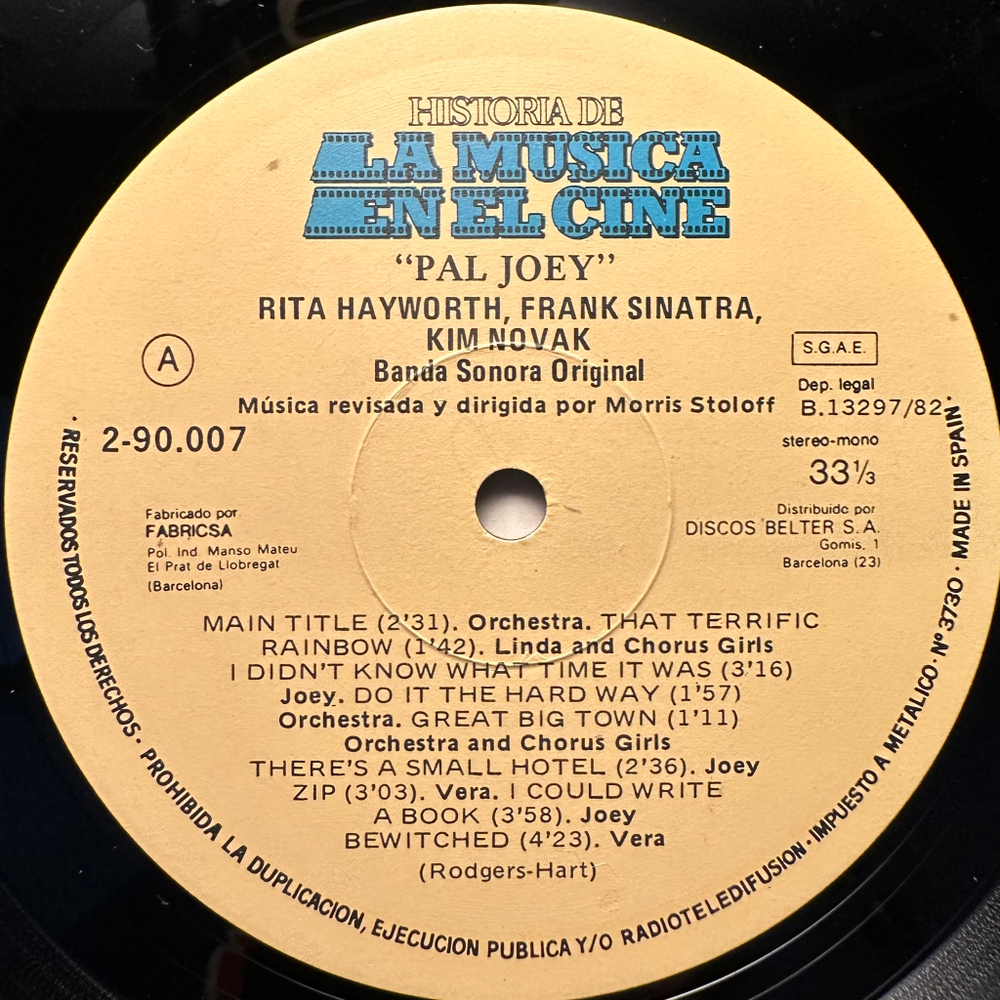 HISTORIA DE
LA MUSICA
EN EL CINE
“PAL JOEY”
RITA HAYWORTH, FRANK SINATRA,
KIM NOVAK
Banda Sonora Original
Música revisada y dirigida por Morris Stoloff
A
2-90.007
S.G.A.E.
Dep. legal
B.13297/82
stereo-mono
33⅓
Fabricado por
FABRICSA
Pol. Ind. Manso Mateu
El Prat de Llobregat
(Barcelona)
Distribuido por
DISCOS BELTER S.A.
Gomis, 1
Barcelona (23)
MAIN TITLE (2'31). Orchestra. THAT TERRIFIC
RAINBOW (1'42). Linda and Chorus Girls
I DIDN'T KNOW WHAT TIME IT WAS (3'16)
Joey. DO IT THE HARD WAY (1'57)
Orchestra. GREAT BIG TOWN (1'11)
Orchestra and Chorus Girls
THERE'S A SMALL HOTEL (2'36). Joey
ZIP (3'03). Vera. I COULD WRITE
A BOOK (3'58). Joey
BEWITCHED (4'23). Vera
(Rodgers-Hart)
· RESERVADOS TODOS LOS DERECHOS · PROHIBIDA LA DUPLICACION, EJECUCION PUBLICA Y/O RADIOTELEDIFUSION · IMPUESTO A METALICO · Nº 3730 · MADE IN SPAIN ·